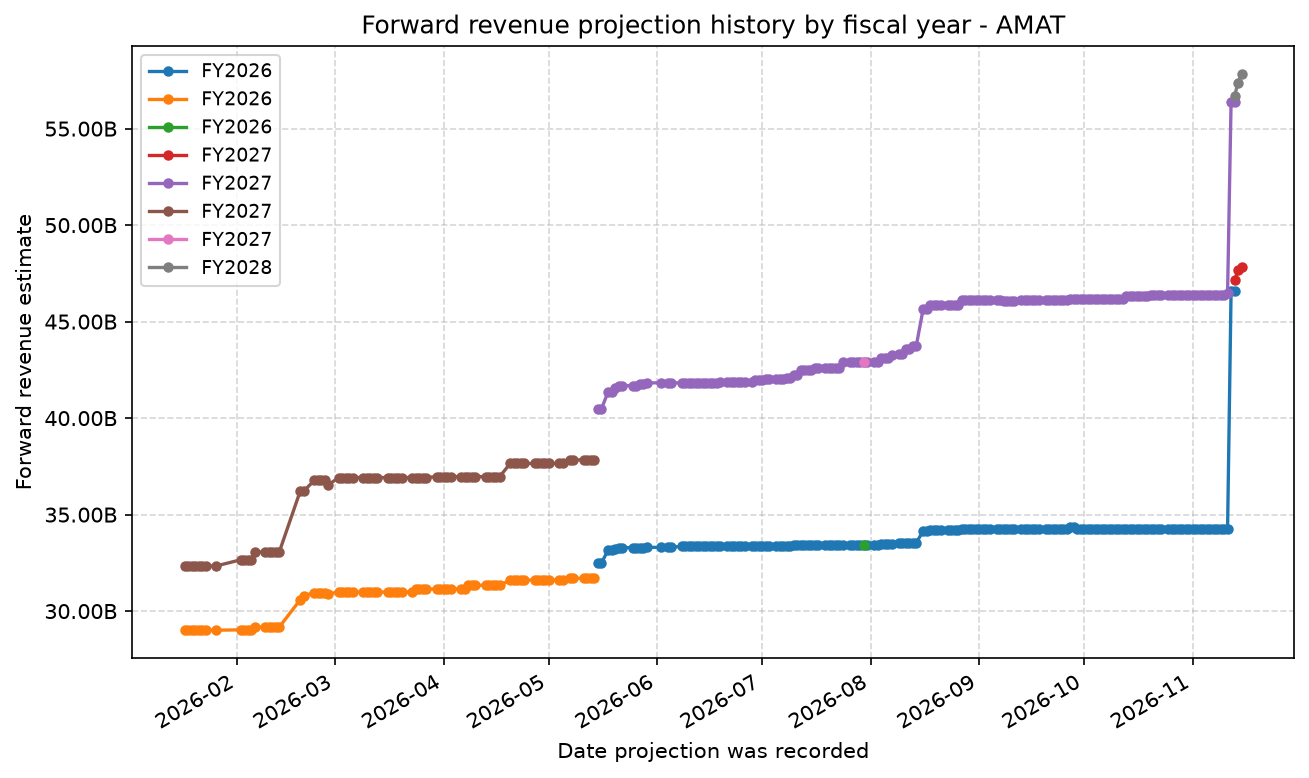 Forward revenue projection history by fiscal year - AMAT
FY2026
FY2026
FY2026
FY2027
FY2027
FY2027
FY2027
FY2028
55.00B
50.00B
45.00B
40.00B
35.00B
30.00B
Forward revenue estimate
2026-02
2026-03
2026-04
2026-05
2026-06
2026-07
2026-08
2026-09
2026-10
2026-11
Date projection was recorded